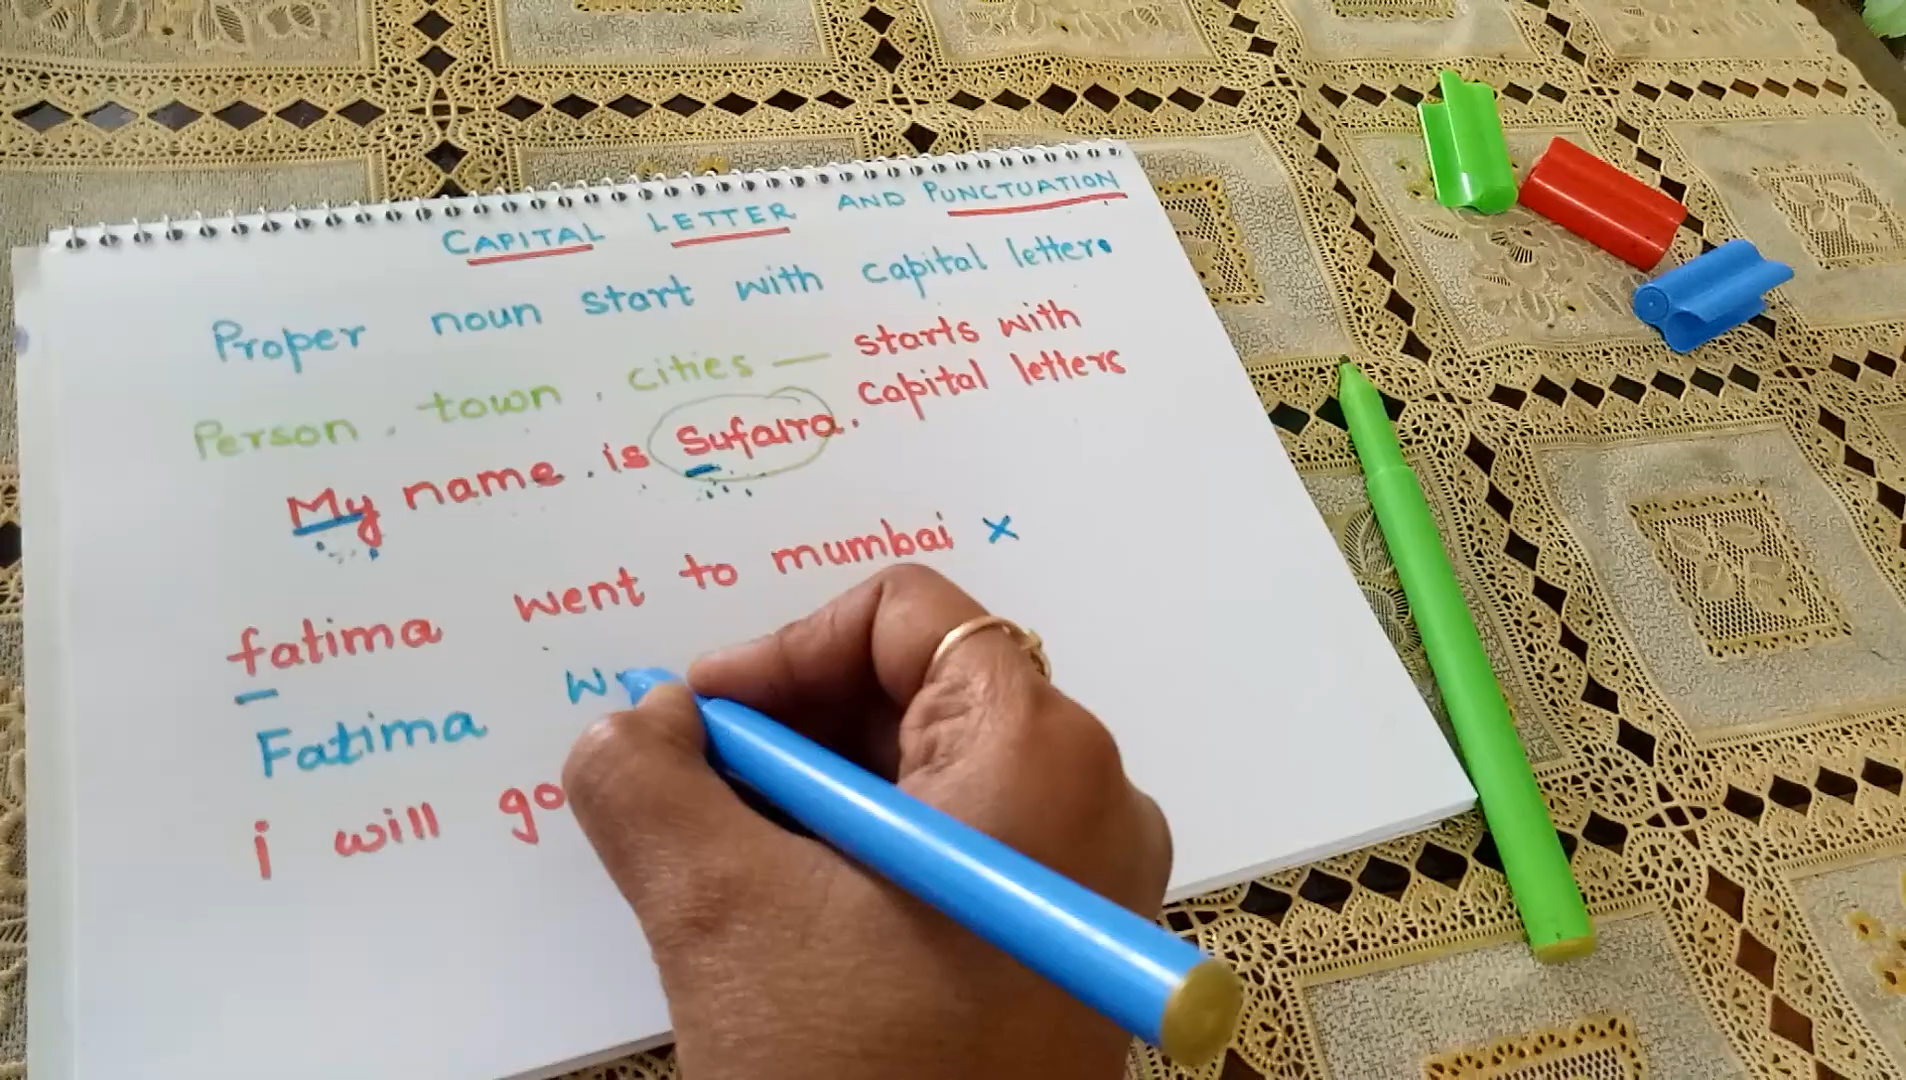 CAPITAL LETTER AND PUNCTUATION
Proper noun start with capital letter.
Person, town, cities — starts with capital letters
My name is Sufaira.
fatima went to mumbai ×
Fatima
i will go